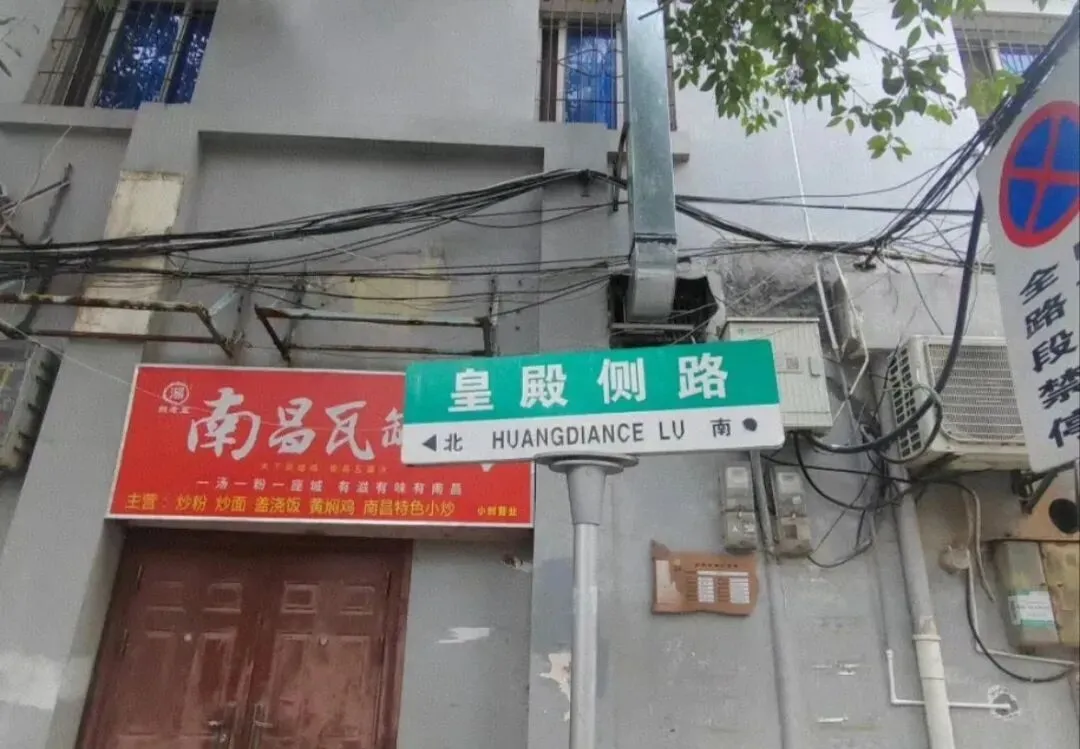 皇殿侧路
北 HUANGDIANCE LU 南
南昌瓦
一汤一粉一座城 有滋有味有南昌
主营：炒粉 炒面 盖浇饭 黄焖鸡 南昌特色小炒
全路段禁停